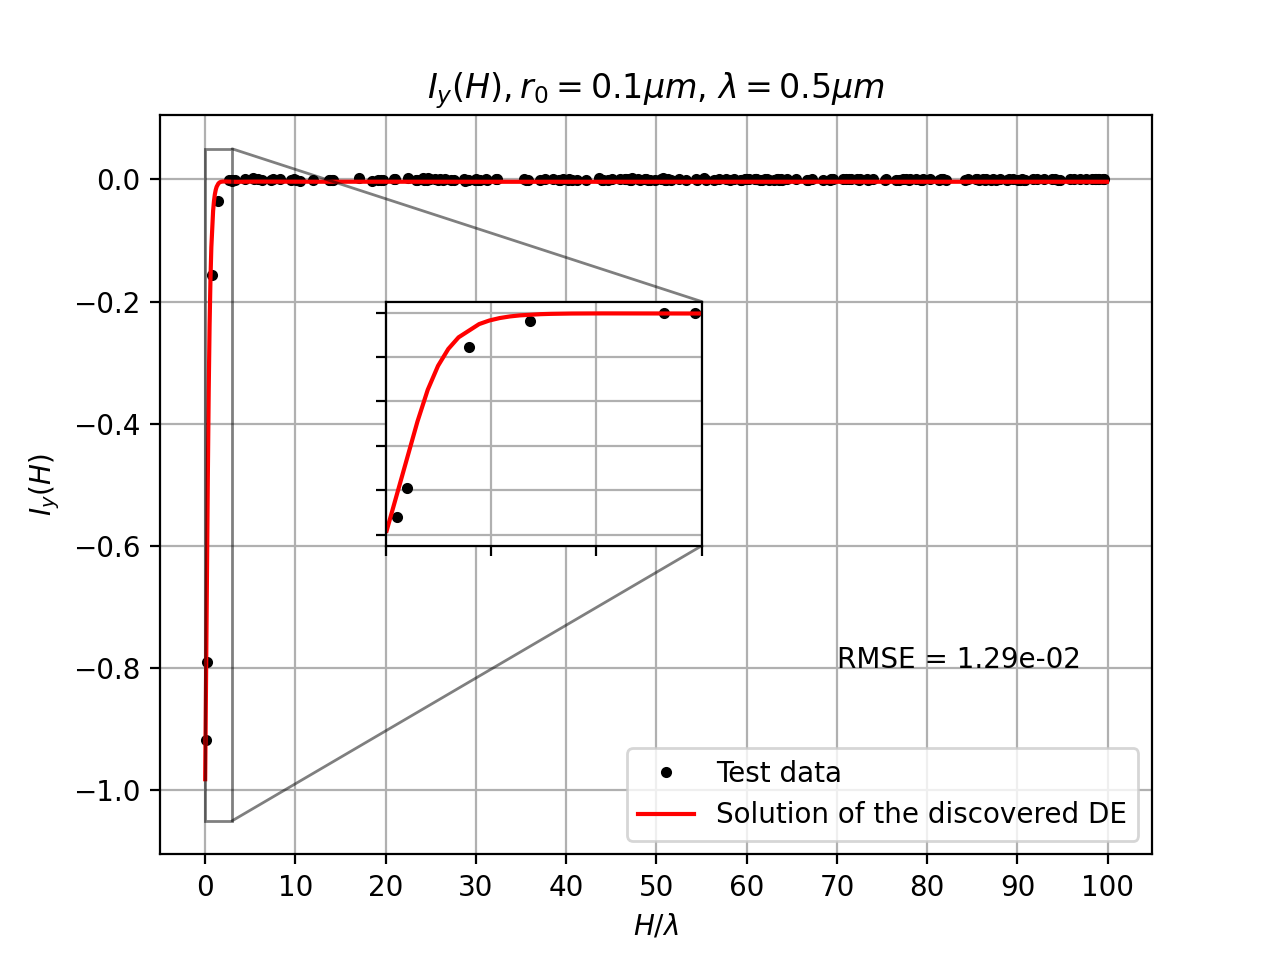 I_y(H), r_0 = 0.1μm, λ = 0.5μm
I_y(H)
0.0
−0.2
−0.4
−0.6
−0.8
−1.0
RMSE = 1.29e-02
Test data
Solution of the discovered DE
0 10 20 30 40 50 60 70 80 90 100
H/λ